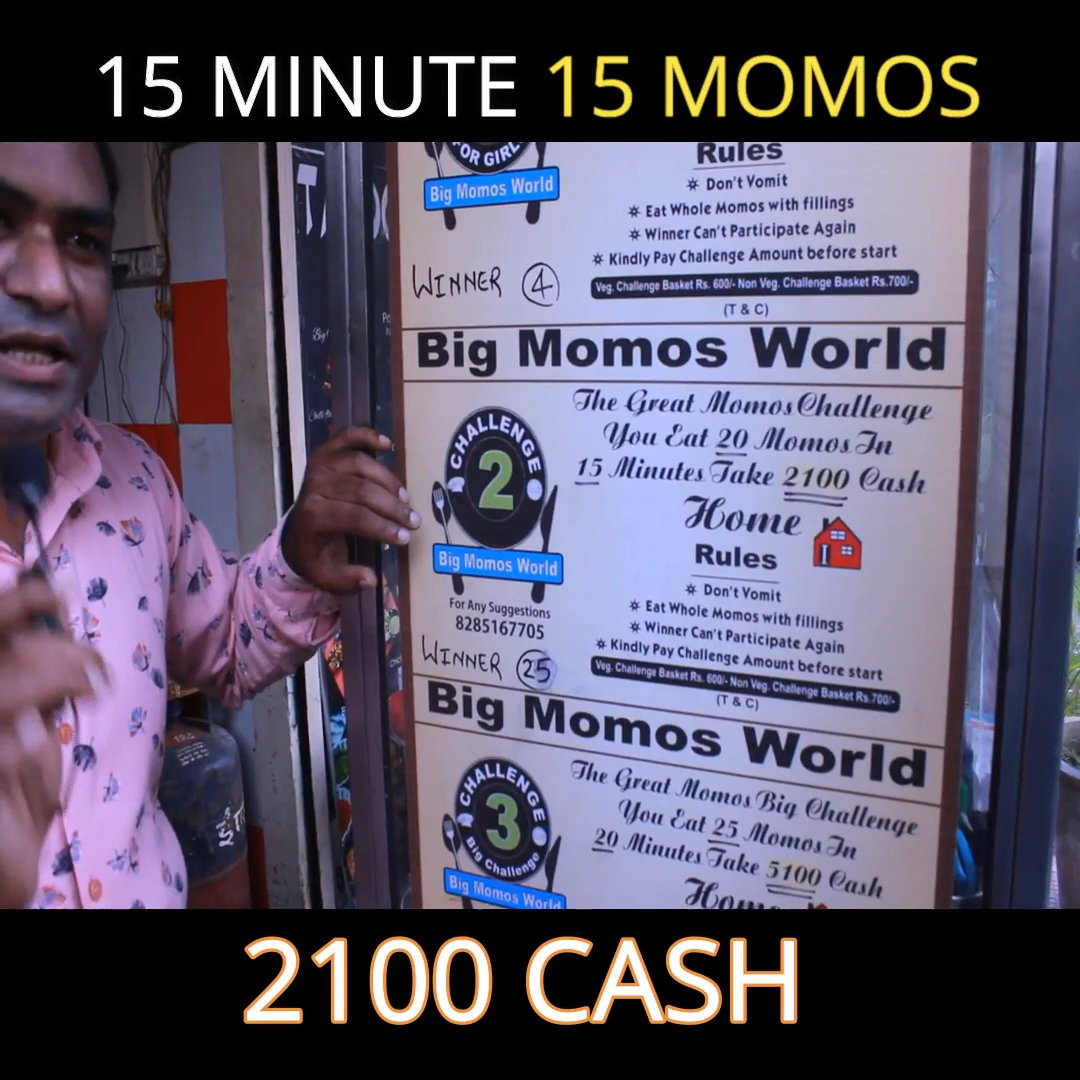 15 MINUTE 15 MOMOS
FOR GIRL
Big Momos World
WINNER 4
Rules
Don't Vomit
Eat Whole Momos with fillings
Winner Can't Participate Again
Kindly Pay Challenge Amount before start
Veg. Challenge Basket Rs. 600/- Non Veg. Challenge Basket Rs.700/-
(T & C)
Big Momos World
CHALLENGE
2
Big Momos World
For Any Suggestions
8285167705
WINNER 25
The Great Momos Challenge
You Eat 20 Momos In
15 Minutes Take 2100 Cash
Home
Rules
Don't Vomit
Eat Whole Momos with fillings
Winner Can't Participate Again
Kindly Pay Challenge Amount before start
Veg. Challenge Basket Rs. 600/- Non Veg. Challenge Basket Rs.700/-
(T & C)
Big Momos World
CHALLENGE
3
Big Challenge
Big Momos World
The Great Momos Big Challenge
You Eat 25 Momos In
20 Minutes Take 5100 Cash
Home
2100 CASH